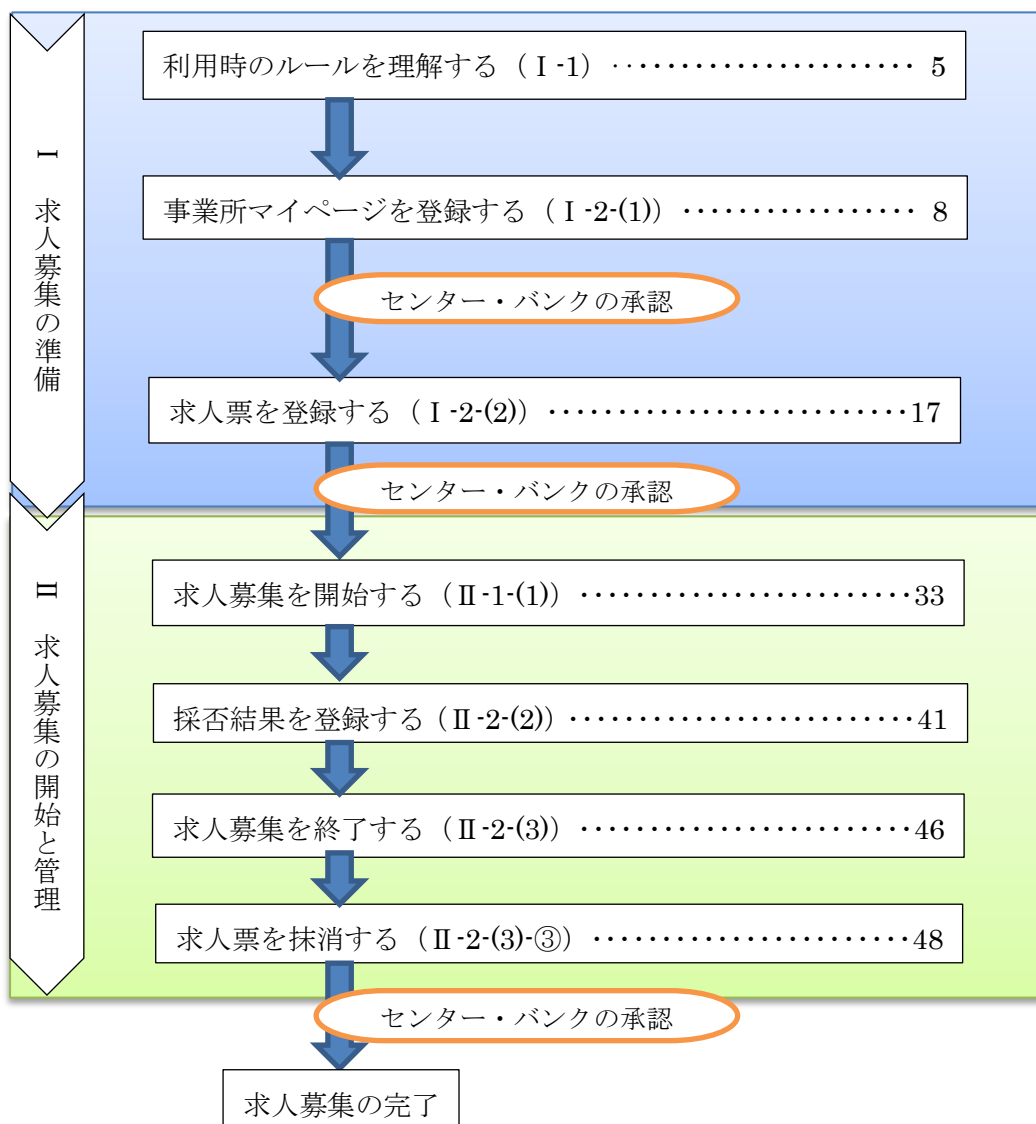 Ⅰ 求人募集の準備
利用時のルールを理解する（Ⅰ-1）‥・・・・・・・・・・・・・・・・・・・・・ 5
事業所マイページを登録する（Ⅰ-2-(1)）・・・・・・・・・・・・・・・・・ 8
センター・バンクの承認
求人票を登録する（Ⅰ-2-(2)）・・・・・・・・・・・・・・・・・・・・・・・・・・17
センター・バンクの承認
Ⅱ 求人募集の開始と管理
求人募集を開始する（Ⅱ-1-(1)）・・・・・・・・・・・・・・・・・・・・・・・・33
採否結果を登録する（Ⅱ-2-(2)）・・・・・・・・・・・・・・・・・・・・・・・・・41
求人募集を終了する（Ⅱ-2-(3)）・・・・・・・・・・・・・・・・・・・・・・・・46
求人票を抹消する（Ⅱ-2-(3)-③）・・・・・・・・・・・・・・・・・・・・・・・48
センター・バンクの承認
求人募集の完了